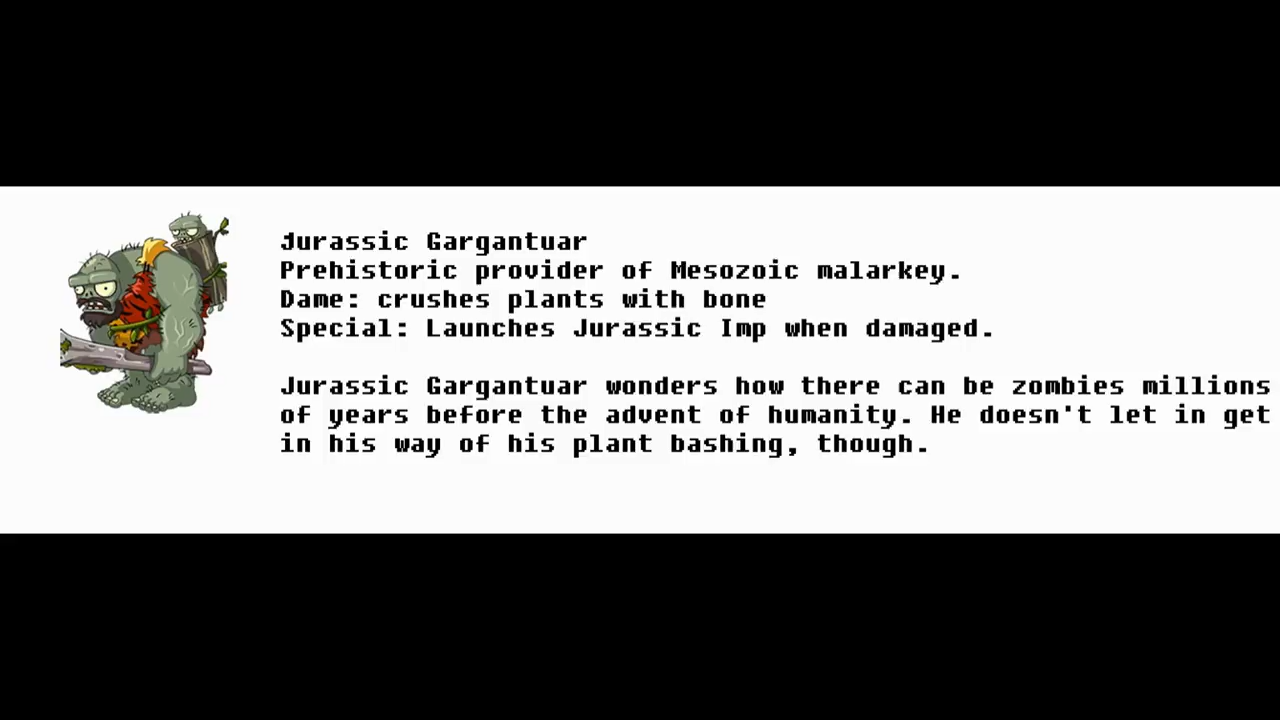 Jurassic Gargantuar
Prehistoric provider of Mesozoic malarkey.
Dame: crushes plants with bone
Special: Launches Jurassic Imp when damaged.
Jurassic Gargantuar wonders how there can be zombies millions
of years before the advent of humanity. He doesn't let in get
in his way of his plant bashing, though.